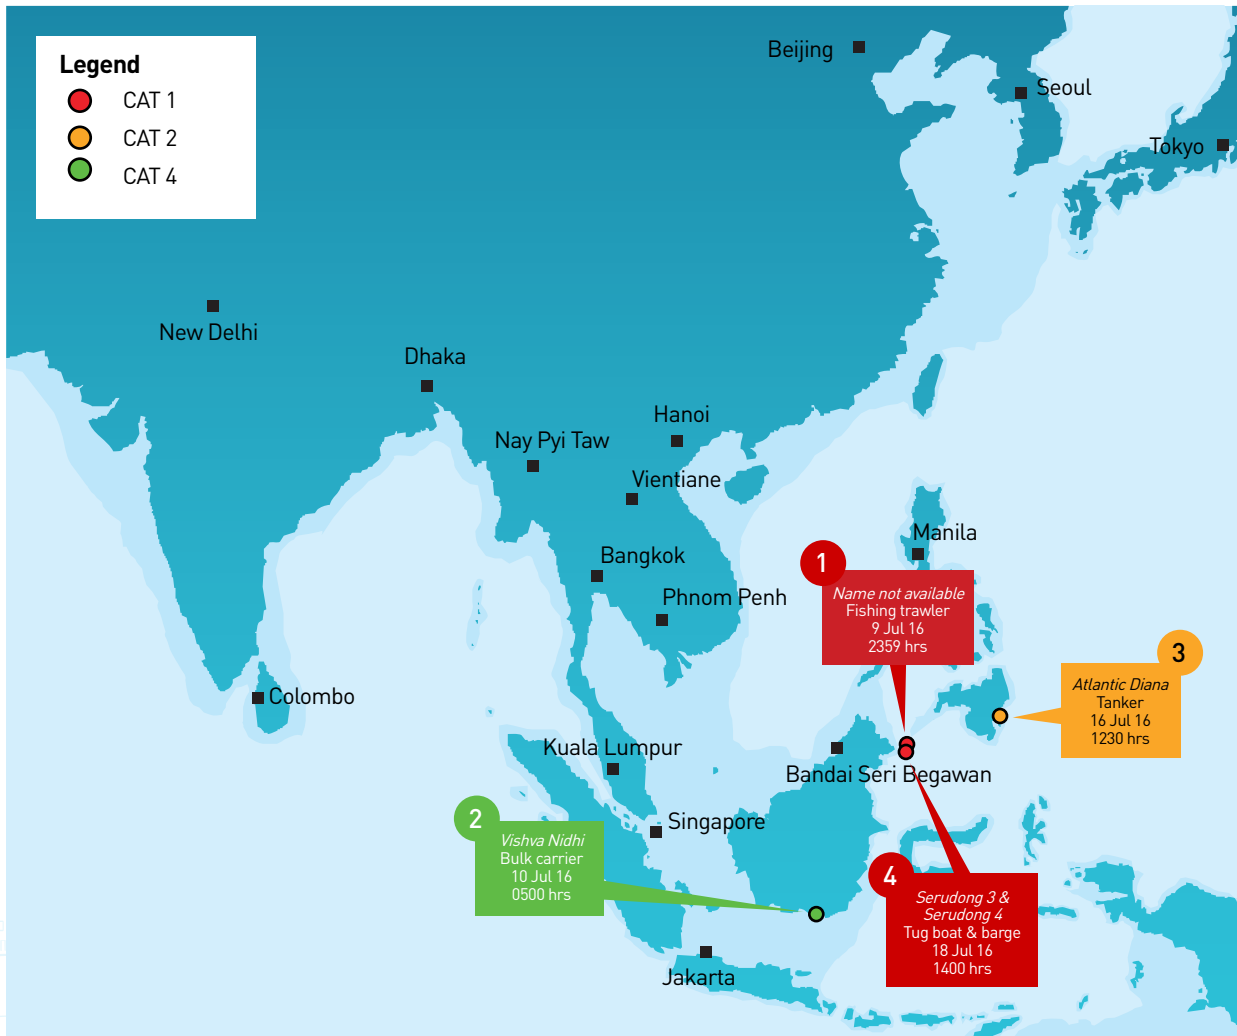 Legend
CAT 1
CAT 2
CAT 4
Beijing
Seoul
Tokyo
New Delhi
Dhaka
Hanoi
Nay Pyi Taw
Vientiane
Manila
Bangkok
Phnom Penh
1
Name not available
Fishing trawler
9 Jul 16
2359 hrs
3
Atlantic Diana
Tanker
16 Jul 16
1230 hrs
Colombo
Kuala Lumpur
Bandai Seri Begawan
Singapore
2
Vishva Nidhi
Bulk carrier
10 Jul 16
0500 hrs
4
Serudong 3 &
Serudong 4
Tug boat & barge
18 Jul 16
1400 hrs
Jakarta